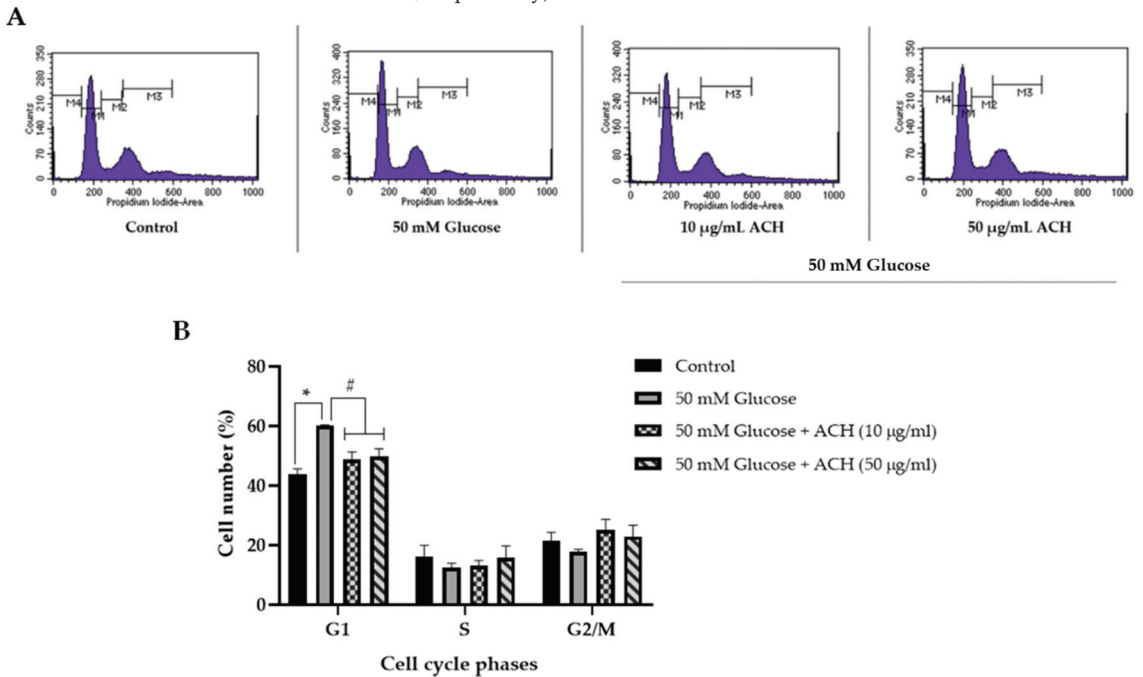 A
350
280
210
140
70
0
Counts
M4
M1
M2
M3
0 200 400 600 800 1000
Propidium Iodide-Area
Control
400
320
240
160
80
0
Counts
M4
M1
M2
M3
0 200 400 600 800 1000
Propidium Iodide-Area
50 mM Glucose
400
320
240
160
80
0
Counts
M4
M1
M2
M3
0 200 400 600 800 1000
Propidium Iodide-Area
10 µg/mL ACH
350
280
210
140
70
0
Counts
M4
M1
M2
M3
0 200 400 600 800 1000
Propidium Iodide-Area
50 µg/mL ACH
50 mM Glucose
B
80
60
40
20
0
Cell number (%)
*
#
G1 S G2/M
Cell cycle phases
Control
50 mM Glucose
50 mM Glucose + ACH (10 µg/ml)
50 mM Glucose + ACH (50 µg/ml)